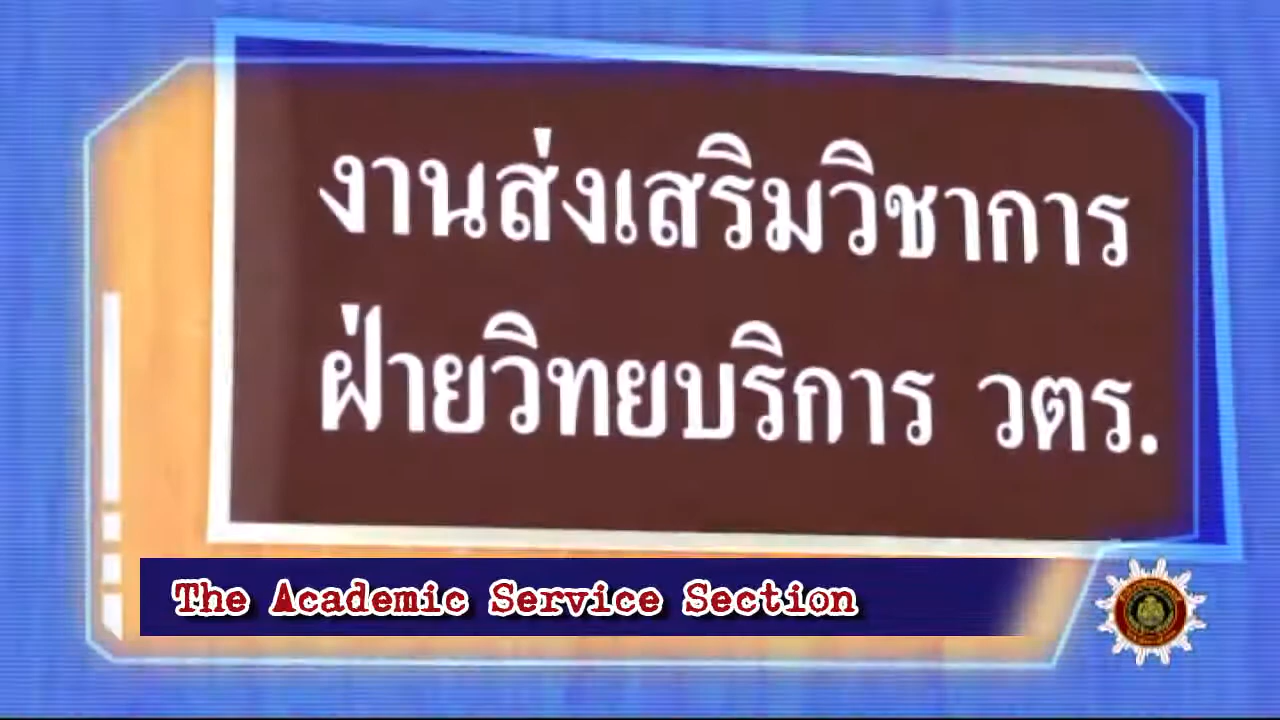 งานส่งเสริมวิชาการ
ฝ่ายวิทยบริการ วตร.
The Academic Service Section